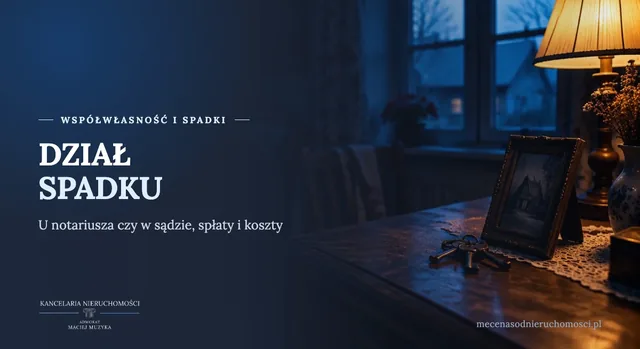 WSPÓŁWŁASNOŚĆ I SPADKI
DZIAŁ
SPADKU
U notariusza czy w sądzie, spłaty i koszty
KANCELARIA NIERUCHOMOŚCI
ADWOKAT
MACIEJ MUZYKA
mecenasodnieruchomosci.pl